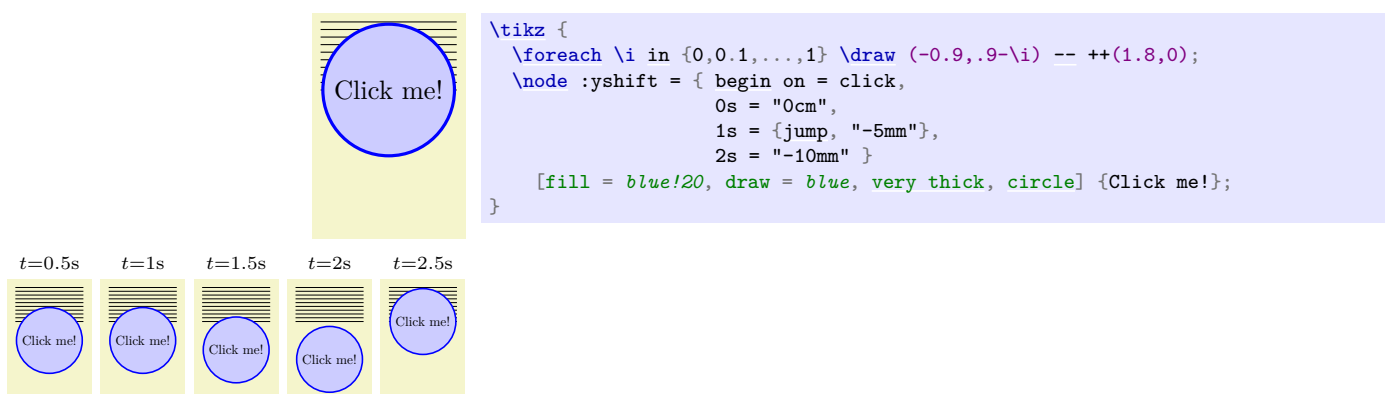 Click me!
\tikz {
  \foreach \i in {0,0.1,...,1} \draw (-0.9,.9-\i) -- ++(1.8,0);
  \node :yshift = { begin on = click,
                    0s = "0cm",
                    1s = {jump, "-5mm"},
                    2s = "-10mm" }
      [fill = blue!20, draw = blue, very thick, circle] {Click me!};
}
t=0.5s t=1s t=1.5s t=2s t=2.5s
Click me! Click me! Click me! Click me! Click me!